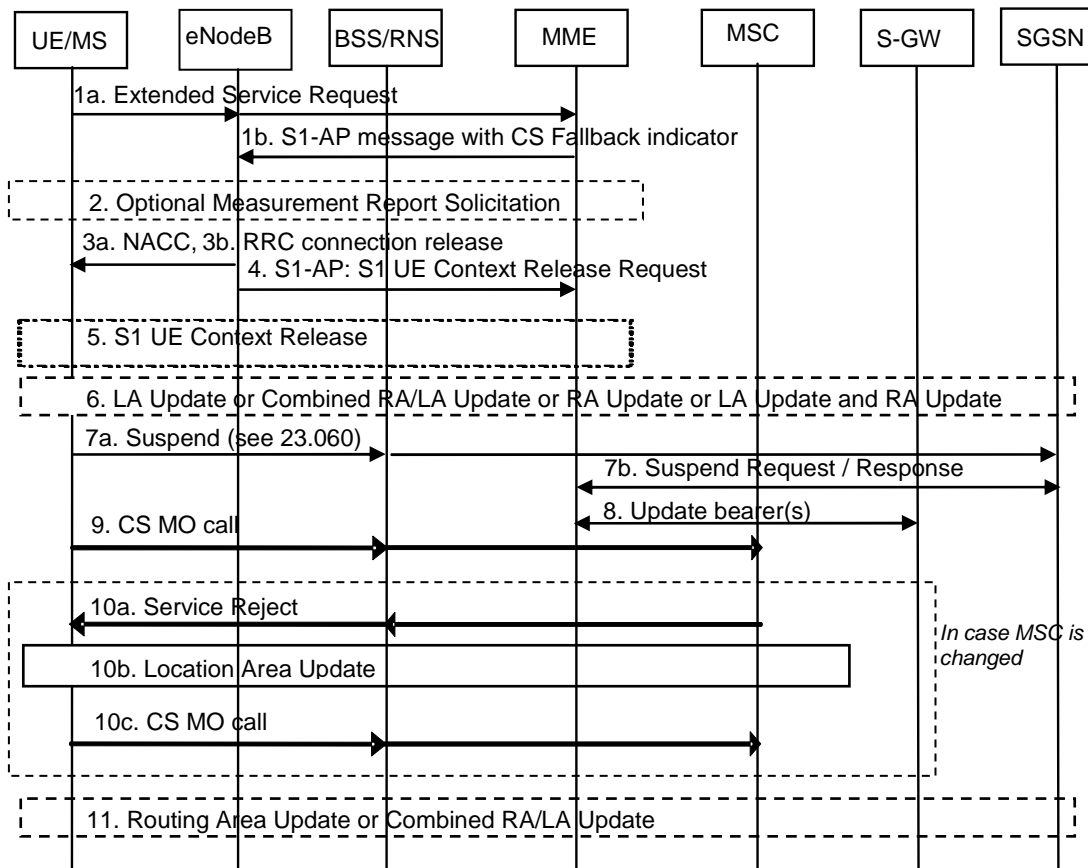 UE/MS
eNodeB
BSS/RNS
MME
MSC
S-GW
SGSN
1a. Extended Service Request
1b. S1-AP message with CS Fallback indicator
2. Optional Measurement Report Solicitation
3a. NACC, 3b. RRC connection release
4. S1-AP: S1 UE Context Release Request
5. S1 UE Context Release
6. LA Update or Combined RA/LA Update or RA Update or LA Update and RA Update
7a. Suspend (see 23.060)
7b. Suspend Request / Response
8. Update bearer(s)
9. CS MO call
10a. Service Reject
In case MSC is
changed
10b. Location Area Update
10c. CS MO call
11. Routing Area Update or Combined RA/LA Update